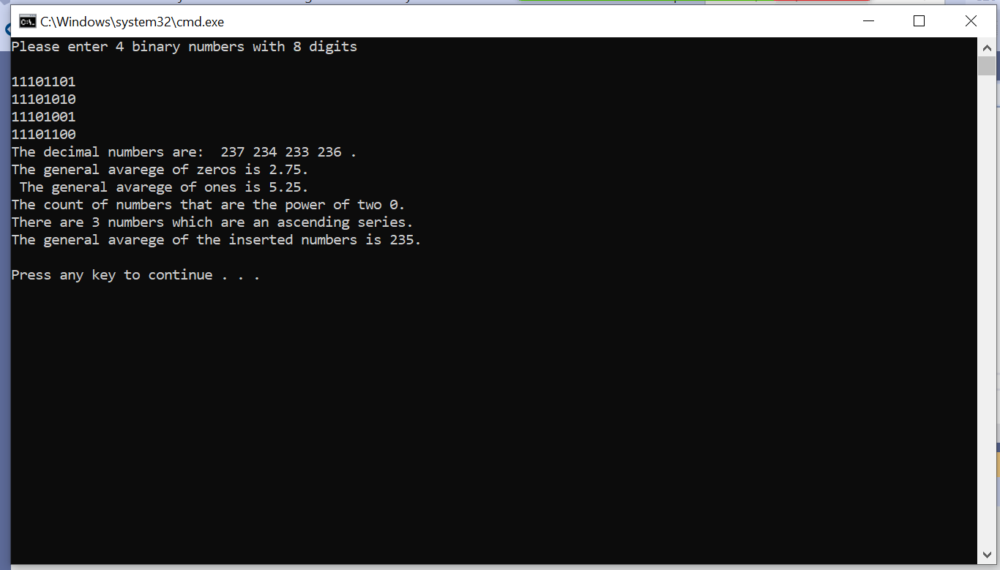 C:\Windows\system32\cmd.exe
Please enter 4 binary numbers with 8 digits
11101101
11101010
11101001
11101100
The decimal numbers are:  237 234 233 236 .
The general avarege of zeros is 2.75.
 The general avarege of ones is 5.25.
The count of numbers that are the power of two 0.
There are 3 numbers which are an ascending series.
The general avarege of the inserted numbers is 235.
Press any key to continue . . .